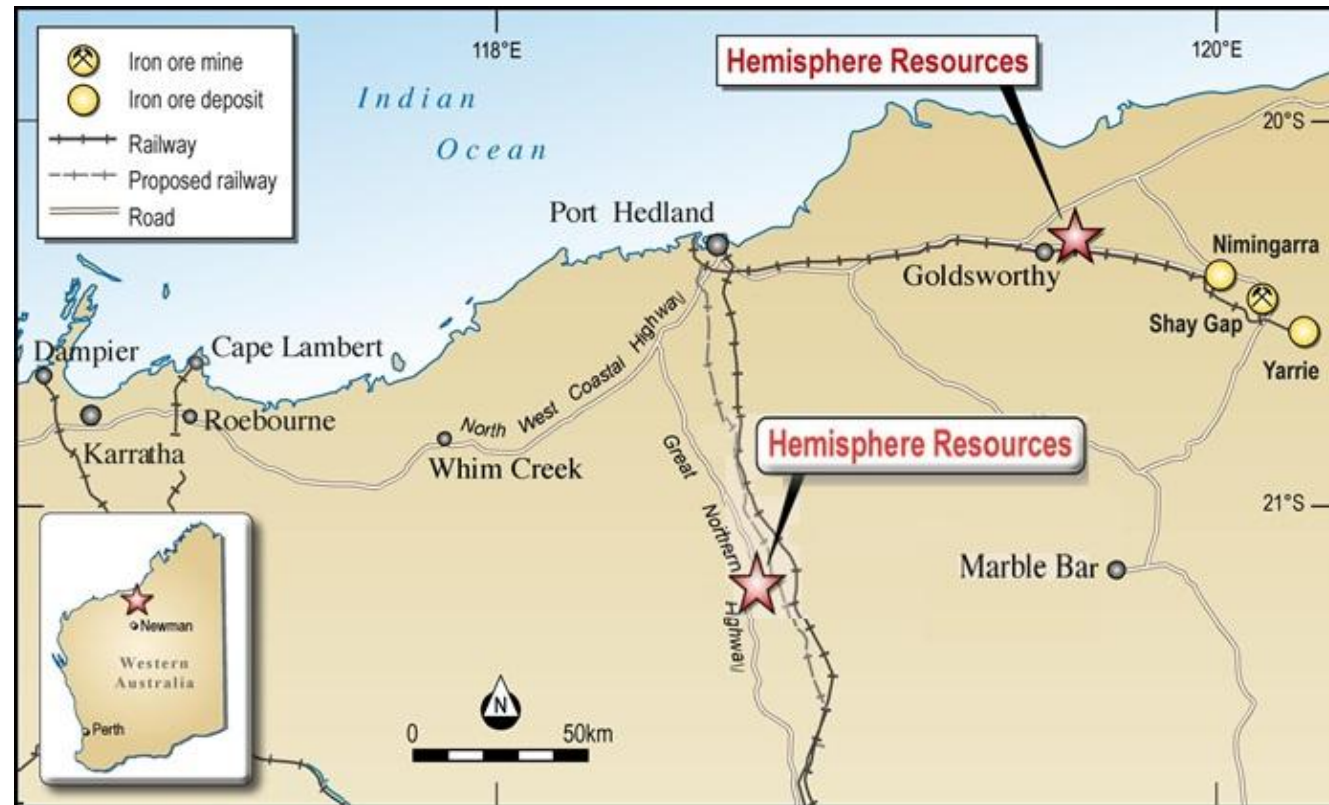 Iron ore mine
Iron ore deposit
Railway
Proposed railway
Road
118°E
120°E
Indian
Ocean
Hemisphere Resources
20°S
Port Hedland
Goldsworthy
Nimingarra
Shay Gap
Yarrie
Dampier
Cape Lambert
Karratha
Roebourne
North West Coastal Highway
Whim Creek
Hemisphere Resources
Great Northern Highway
21°S
Marble Bar
Newman
Western
Australia
Perth
N
0 50km